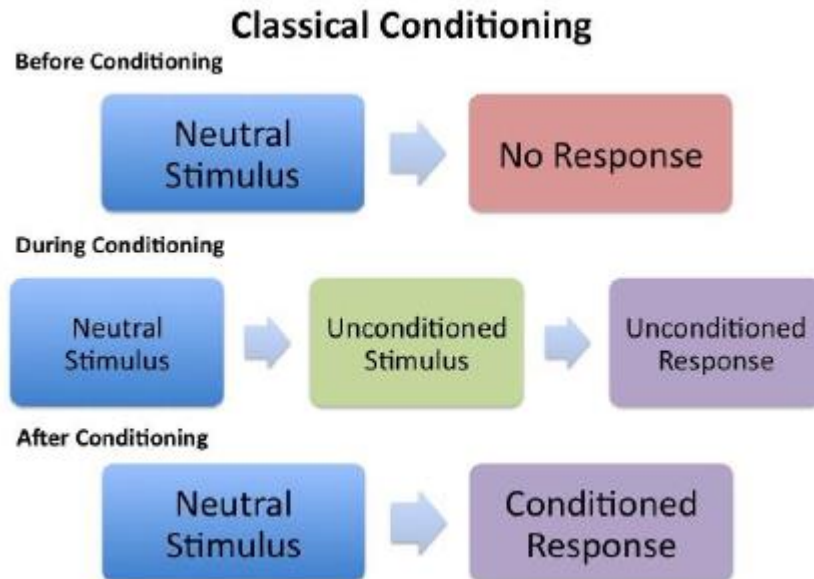 Classical Conditioning
Before Conditioning
Neutral
Stimulus
No Response
During Conditioning
Neutral
Stimulus
Unconditioned
Stimulus
Unconditioned
Response
After Conditioning
Neutral
Stimulus
Conditioned
Response